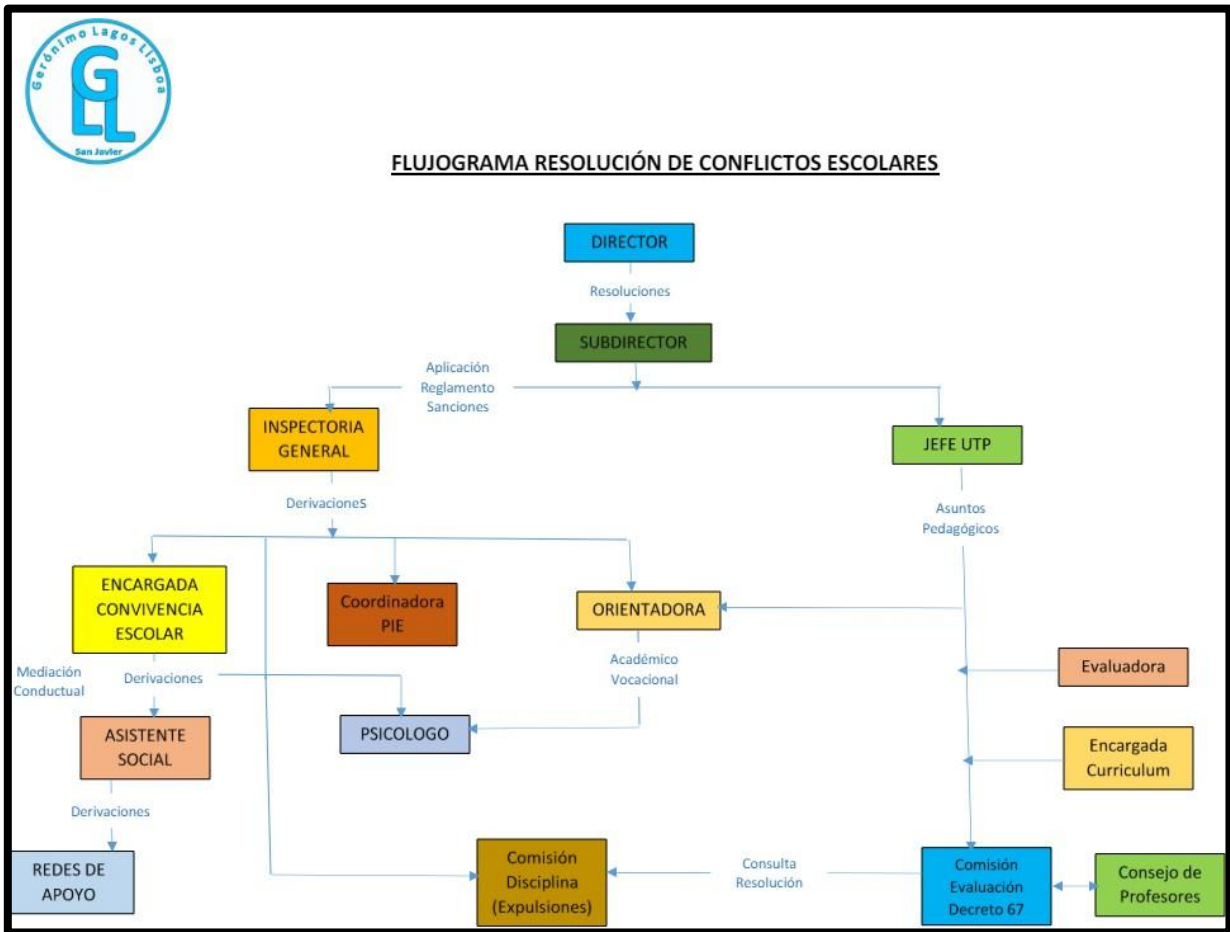 Gerónimo Lagos Lisboa
GLL
San Javier
FLUJOGRAMA RESOLUCIÓN DE CONFLICTOS ESCOLARES
DIRECTOR
Resoluciones
SUBDIRECTOR
Aplicación
Reglamento
Sanciones
INSPECTORIA
GENERAL
JEFE UTP
Derivaciones
Asuntos
Pedagógicos
ENCARGADA
CONVIVENCIA
ESCOLAR
Coordinadora
PIE
ORIENTADORA
Mediación
Conductual
Derivaciones
Académico
Vocacional
Evaluadora
ASISTENTE
SOCIAL
PSICOLOGO
Encargada
Curriculum
Derivaciones
REDES DE
APOYO
Comisión
Disciplina
(Expulsiones)
Consulta
Resolución
Comisión
Evaluación
Decreto 67
Consejo de
Profesores